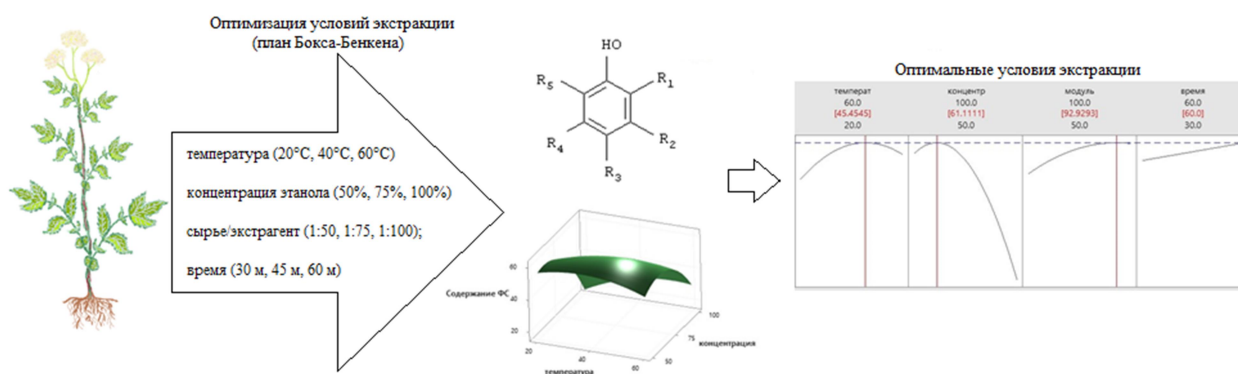 Оптимизация условий экстракции
(план Бокса-Бенкена)
температура (20°C, 40°C, 60°C)
концентрация этанола (50%, 75%, 100%)
сырье/экстрагент (1:50, 1:75, 1:100);
время (30 м, 45 м, 60 м)
HO
R5 R1
R4 R2
R3
60
Содержание ФС
40
20
20
40
60
температура
50
75
100
концентрация
Оптимальные условия экстракции
температ концентр модуль время
60.0 100.0 100.0 60.0
[45.4545] [61.1111] [92.9293] [60.0]
20.0 50.0 50.0 30.0